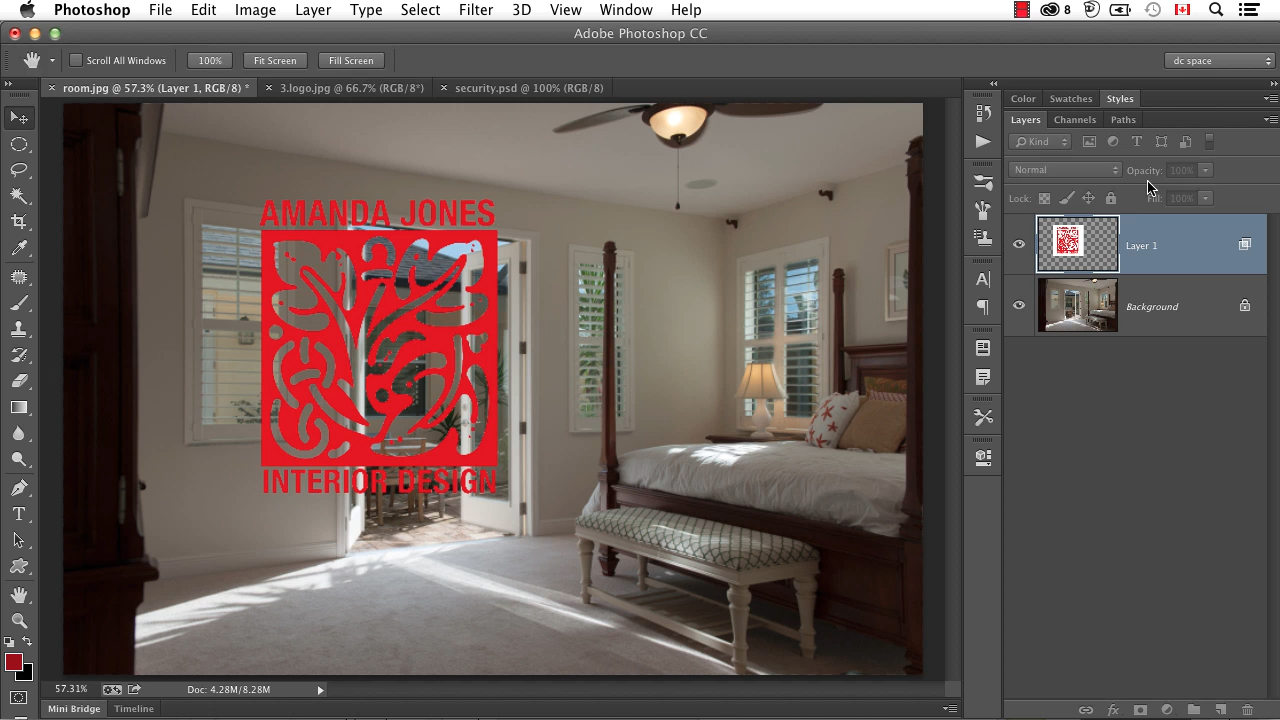 Photoshop File Edit Image Layer Type Select Filter 3D View Window Help 8
Adobe Photoshop CC
Scroll All Windows 100% Fit Screen Fill Screen dc space
room.jpg @ 57.3% (Layer 1, RGB/8) * 3.logo.jpg @ 66.7% (RGB/8*) security.psd @ 100% (RGB/8)
Color Swatches Styles
Layers Channels Paths
Kind
Normal Opacity: 100%
Lock: Fill: 100%
Layer 1
Background
AMANDA JONES
INTERIOR DESIGN
57.31% Doc: 4.28M/8.28M
Mini Bridge Timeline